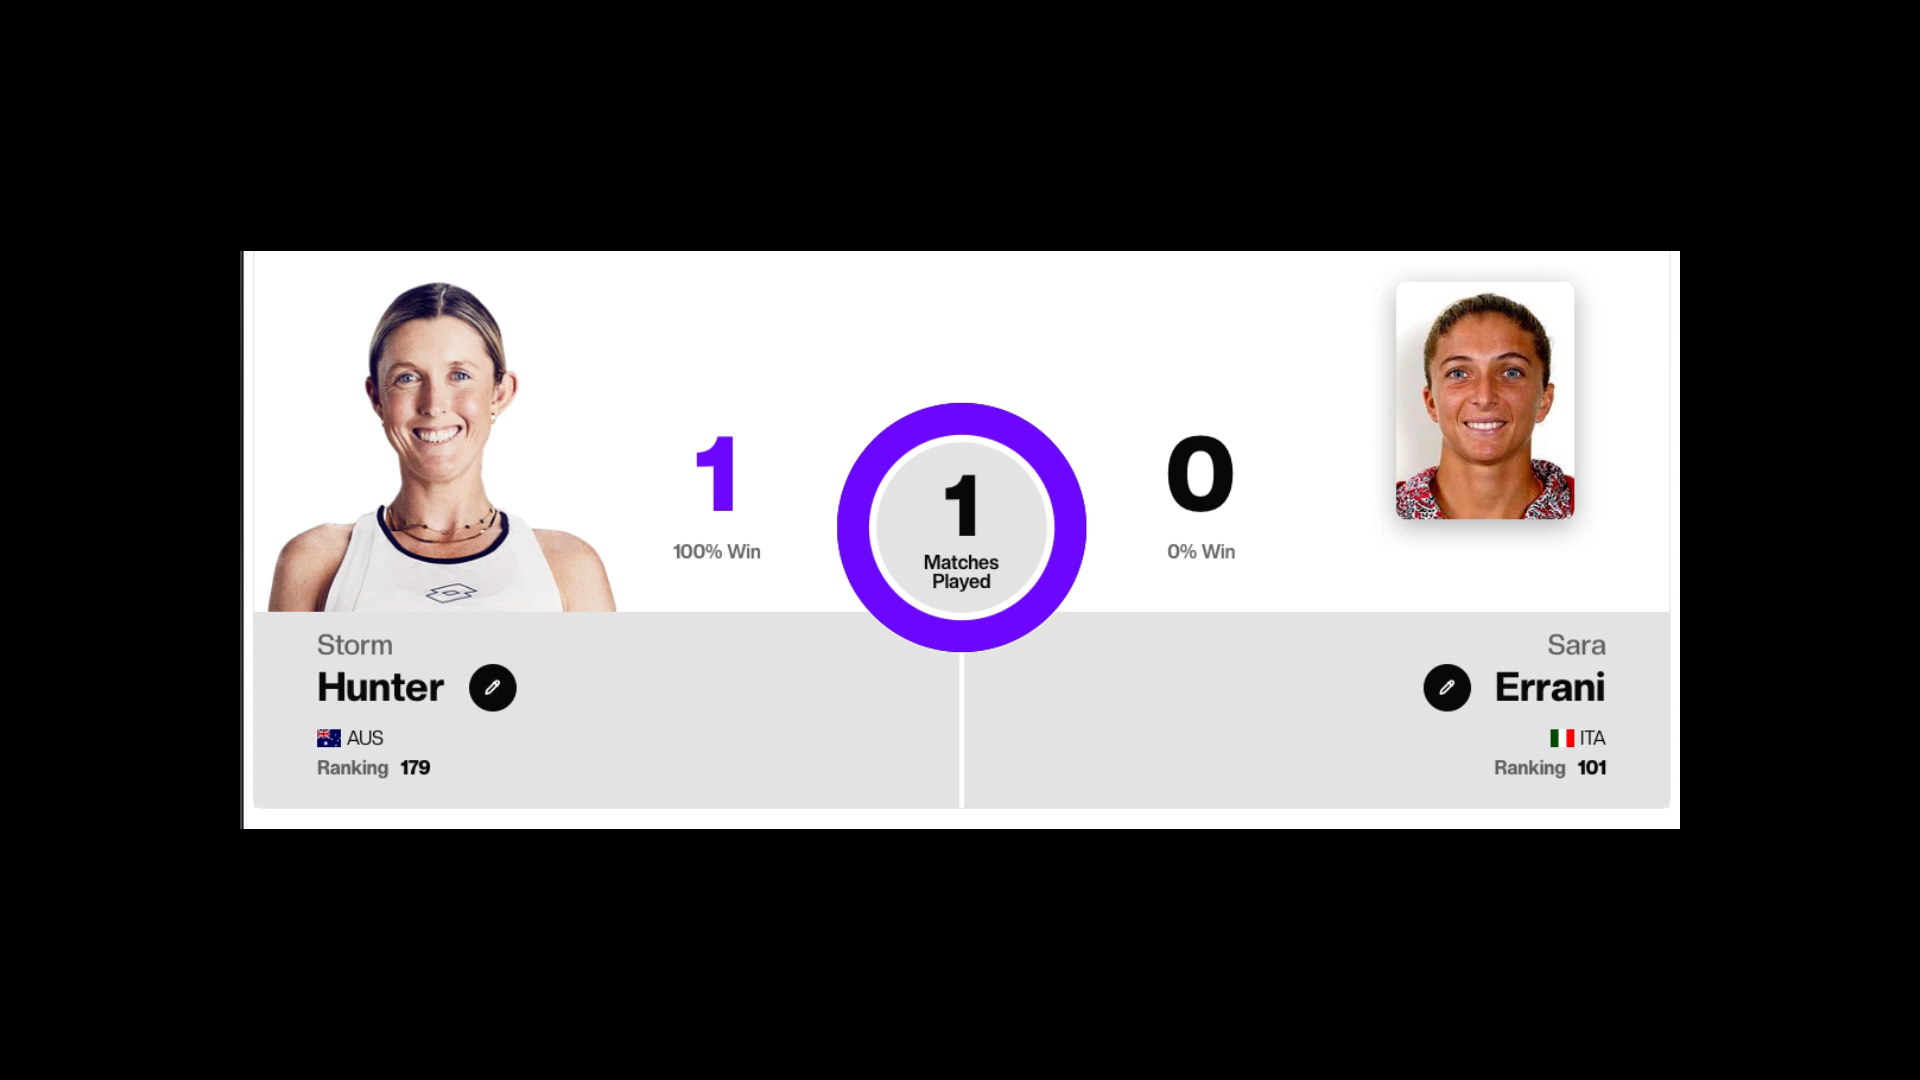 1
100% Win
1
Matches
Played
0
0% Win
Storm
Hunter
AUS
Ranking 179
Sara
Errani
ITA
Ranking 101